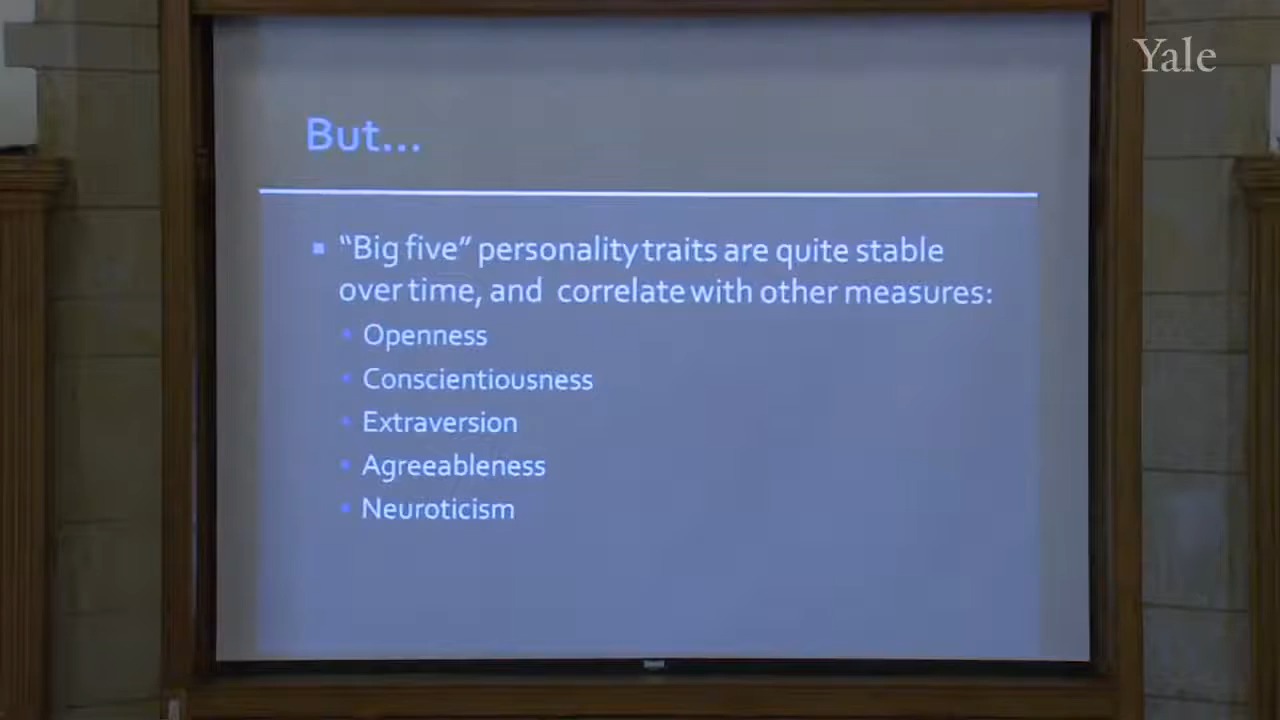 Yale
But...
“Big five” personality traits are quite stable
over time, and correlate with other measures:
Openness
Conscientiousness
Extraversion
Agreeableness
Neuroticism